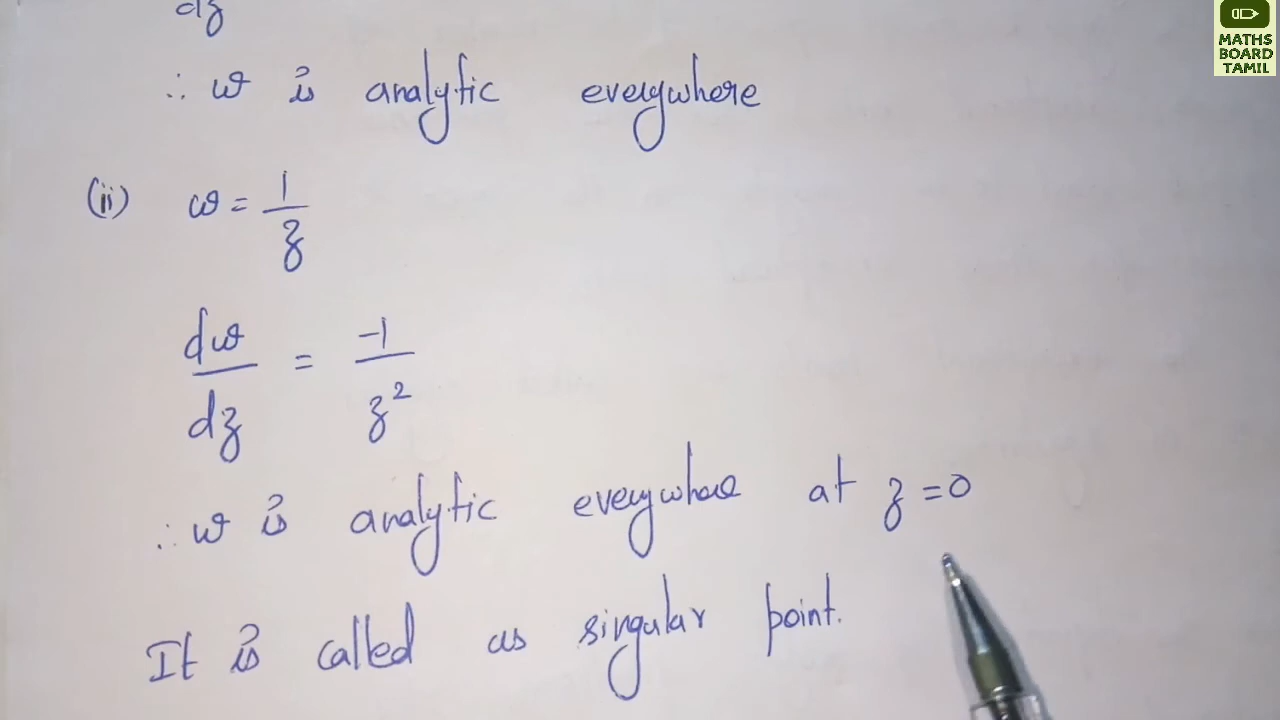 dz
∴ w is analytic everywhere
(ii) w = 1/z
dw/dz = -1/z²
∴ w is analytic everywhere at z = 0
It is called as singular point.
MATHS
BOARD
TAMIL